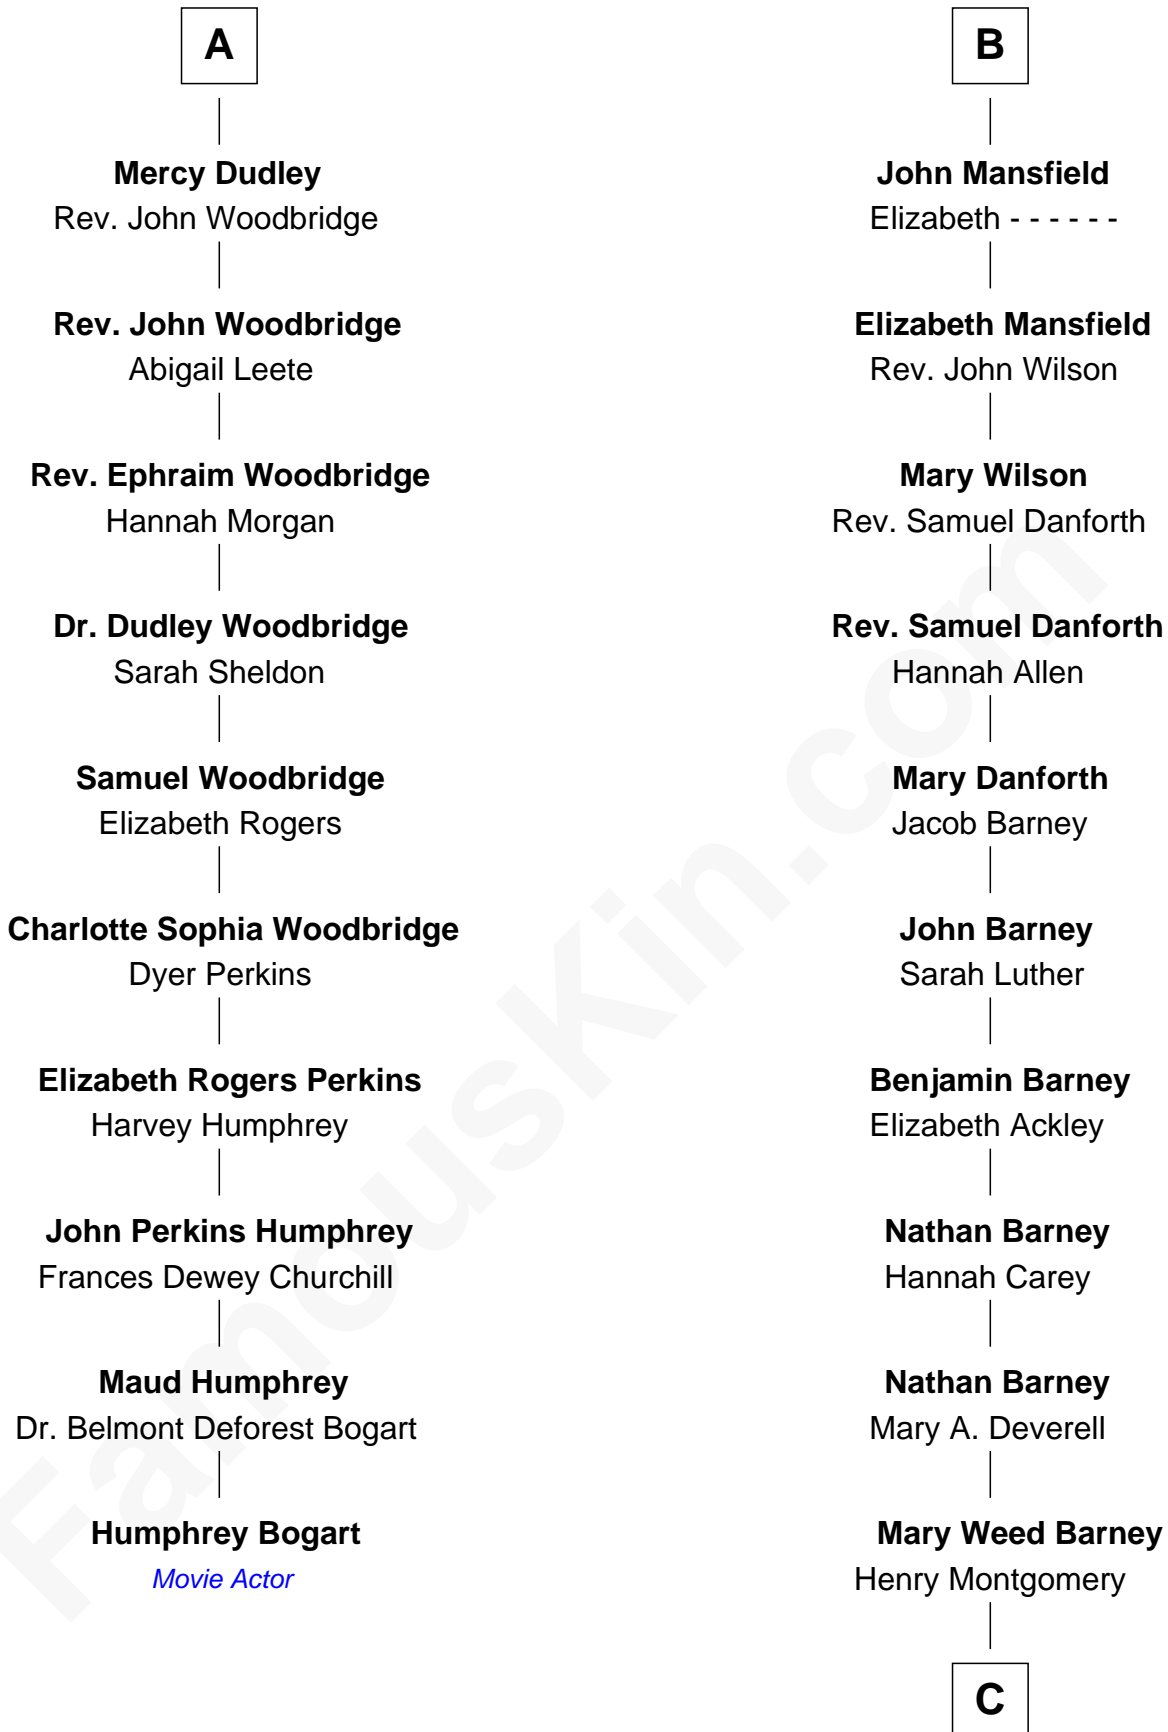 A
Mercy Dudley
Rev. John Woodbridge
Rev. John Woodbridge
Abigail Leete
Rev. Ephraim Woodbridge
Hannah Morgan
Dr. Dudley Woodbridge
Sarah Sheldon
Samuel Woodbridge
Elizabeth Rogers
Charlotte Sophia Woodbridge
Dyer Perkins
Elizabeth Rogers Perkins
Harvey Humphrey
John Perkins Humphrey
Frances Dewey Churchill
Maud Humphrey
Dr. Belmont Deforest Bogart
Humphrey Bogart
Movie Actor
B
John Mansfield
Elizabeth - - - - - -
Elizabeth Mansfield
Rev. John Wilson
Mary Wilson
Rev. Samuel Danforth
Rev. Samuel Danforth
Hannah Allen
Mary Danforth
Jacob Barney
John Barney
Sarah Luther
Benjamin Barney
Elizabeth Ackley
Nathan Barney
Hannah Carey
Nathan Barney
Mary A. Deverell
Mary Weed Barney
Henry Montgomery
C
FamousKin.com